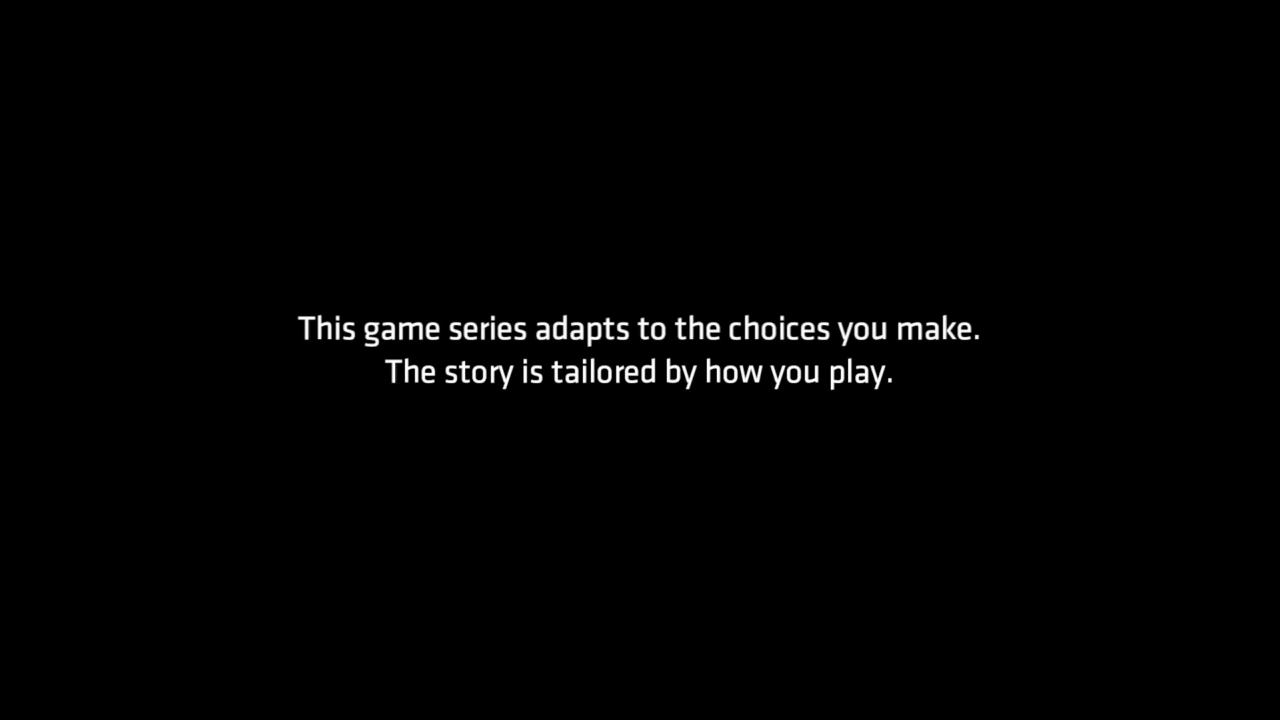 This game series adapts to the choices you make.
The story is tailored by how you play.